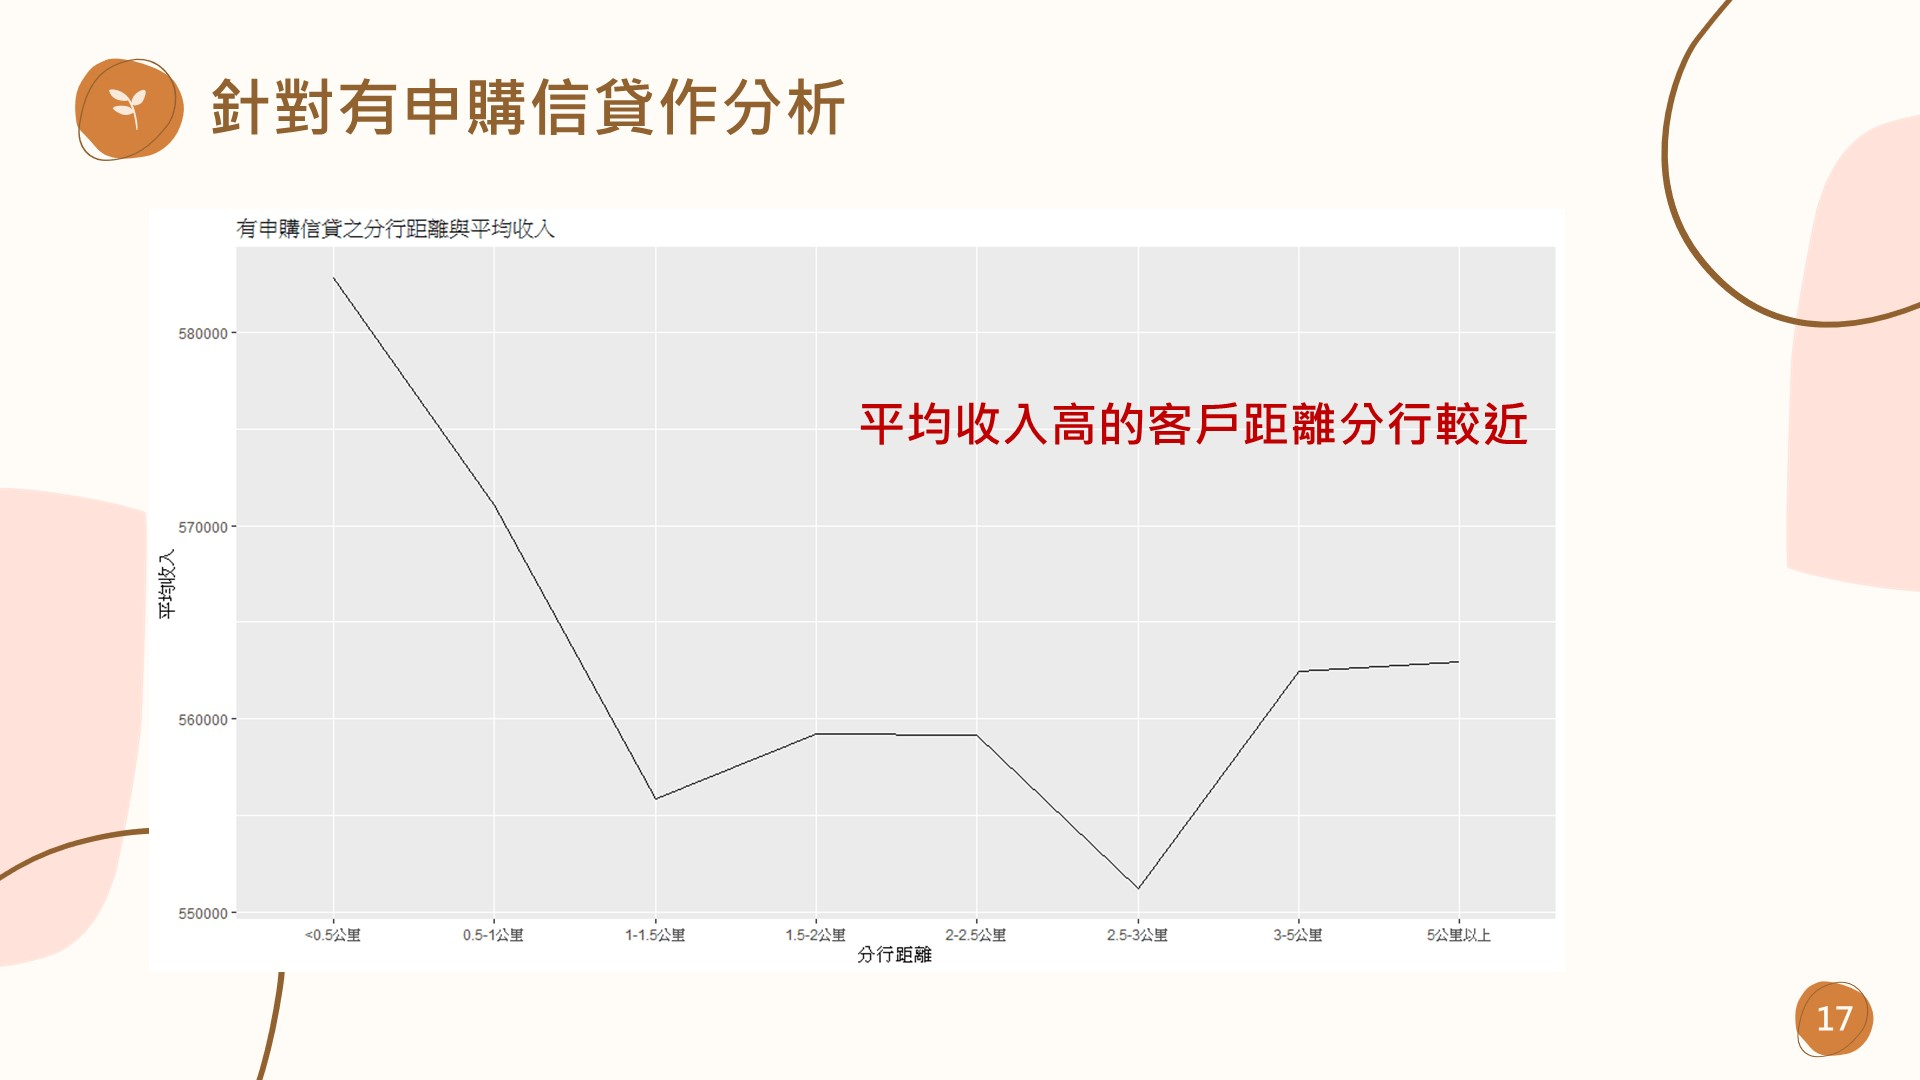 針對有申購信貸作分析
有申購信貸之分行距離與平均收入
580000
平均收入高的客戶距離分行較近
570000
平均收入
560000
550000
<0.5公里 0.5-1公里 1-1.5公里 1.5-2公里 2-2.5公里 2.5-3公里 3-5公里 5公里以上
分行距離
17